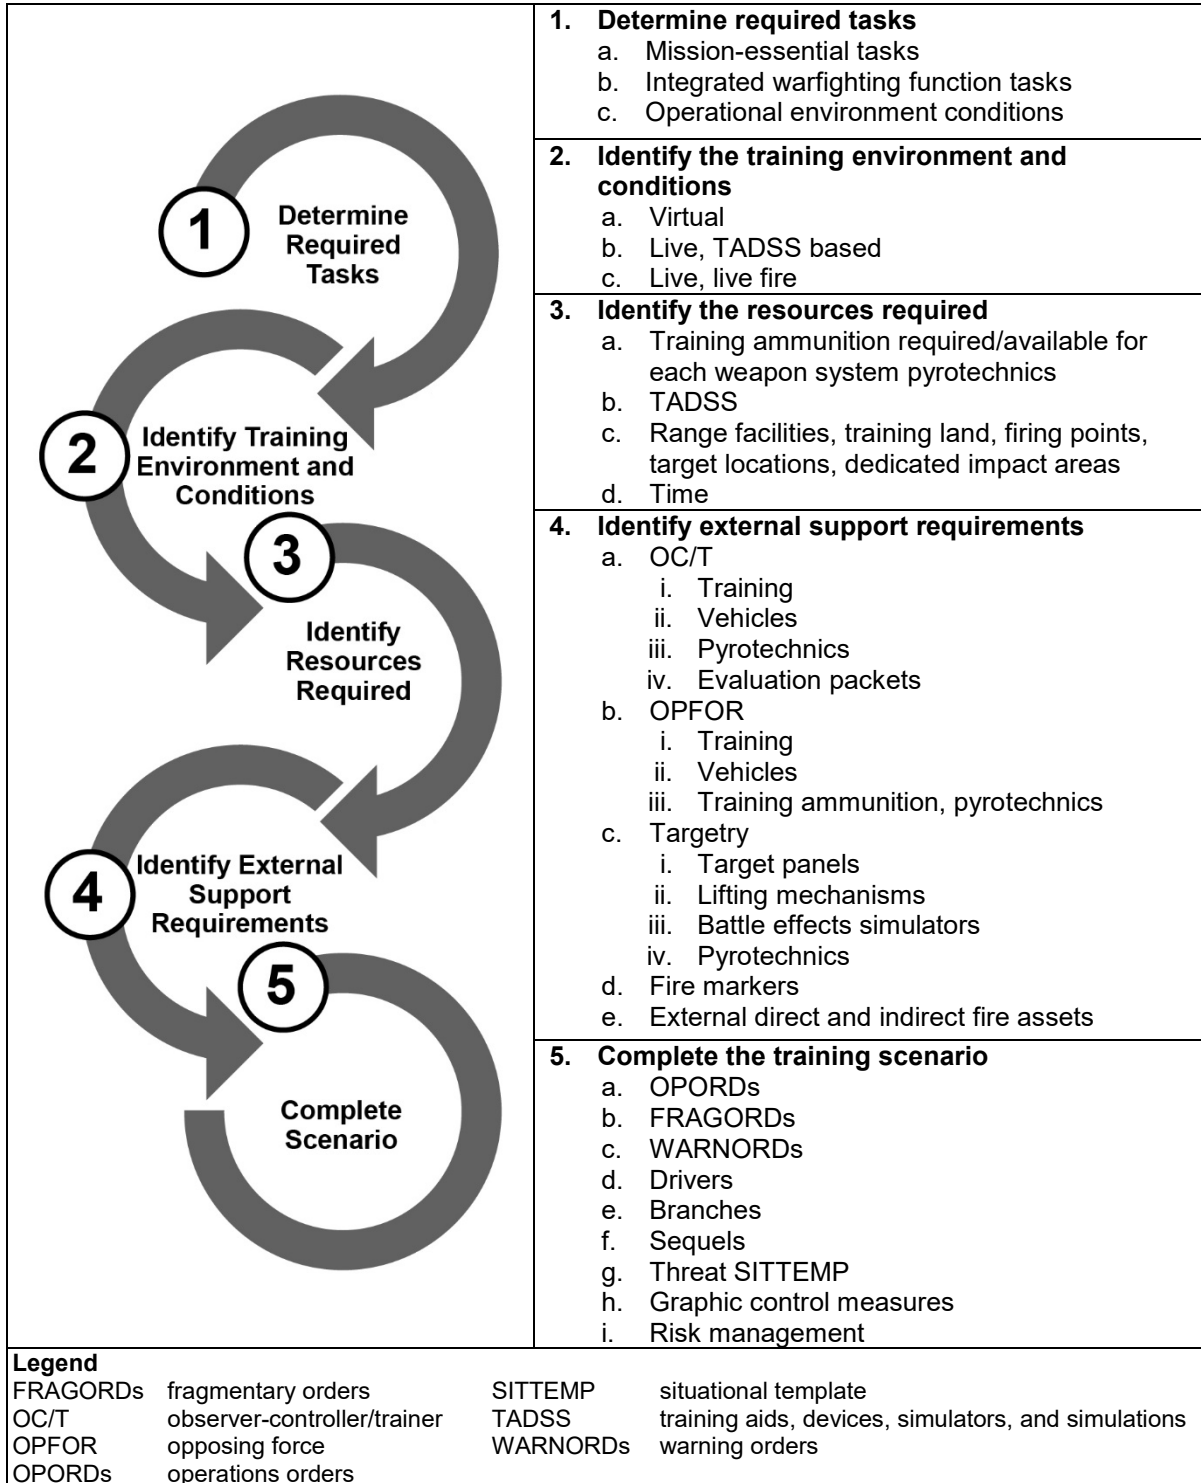 1
Determine
Required
Tasks
2
Identify Training
Environment and
Conditions
3
Identify
Resources
Required
4
Identify External
Support
Requirements
5
Complete
Scenario
1. Determine required tasks
a. Mission-essential tasks
b. Integrated warfighting function tasks
c. Operational environment conditions
2. Identify the training environment and
conditions
a. Virtual
b. Live, TADSS based
c. Live, live fire
3. Identify the resources required
a. Training ammunition required/available for
each weapon system pyrotechnics
b. TADSS
c. Range facilities, training land, firing points,
target locations, dedicated impact areas
d. Time
4. Identify external support requirements
a. OC/T
i. Training
ii. Vehicles
iii. Pyrotechnics
iv. Evaluation packets
b. OPFOR
i. Training
ii. Vehicles
iii. Training ammunition, pyrotechnics
c. Targetry
i. Target panels
ii. Lifting mechanisms
iii. Battle effects simulators
iv. Pyrotechnics
d. Fire markers
e. External direct and indirect fire assets
5. Complete the training scenario
a. OPORDs
b. FRAGORDs
c. WARNORDs
d. Drivers
e. Branches
f. Sequels
g. Threat SITTEMP
h. Graphic control measures
i. Risk management
Legend
FRAGORDs fragmentary orders SITTEMP situational template
OC/T observer-controller/trainer TADSS training aids, devices, simulators, and simulations
OPFOR opposing force WARNORDs warning orders
OPORDs operations orders